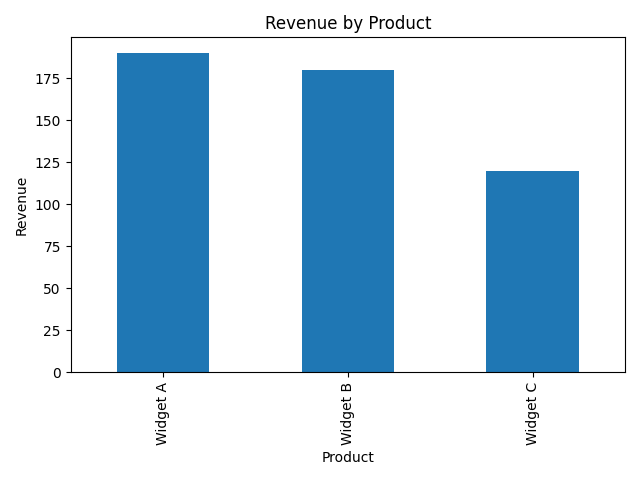 Revenue by Product
Revenue
175
150
125
100
75
50
25
0
Widget A
Widget B
Widget C
Product